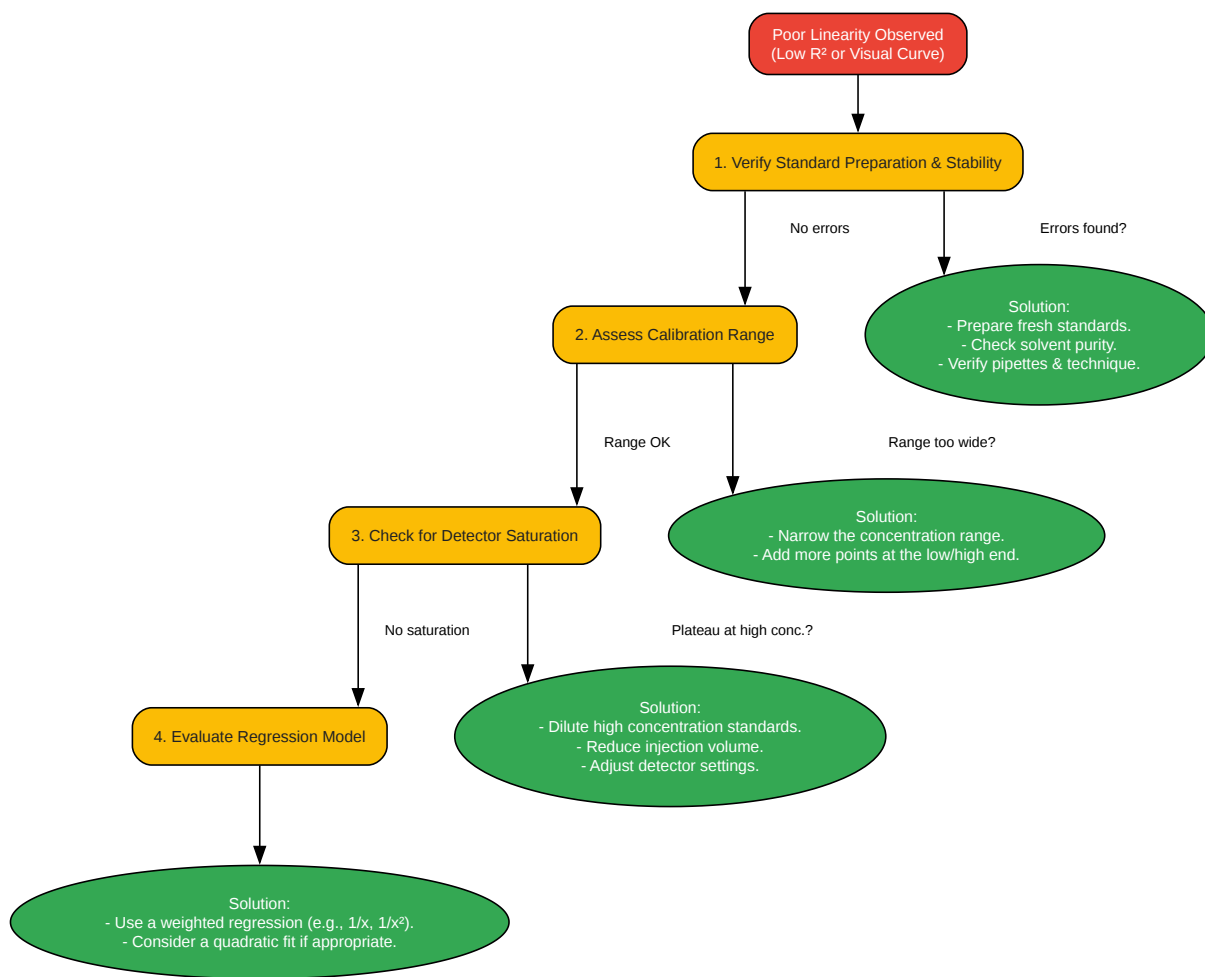 Poor Linearity Observed
(Low R² or Visual Curve)
1. Verify Standard Preparation & Stability
No errors
Errors found?
Solution:
- Prepare fresh standards.
- Check solvent purity.
- Verify pipettes & technique.
2. Assess Calibration Range
Range OK
Range too wide?
Solution:
- Narrow the concentration range.
- Add more points at the low/high end.
3. Check for Detector Saturation
No saturation
Plateau at high conc.?
Solution:
- Dilute high concentration standards.
- Reduce injection volume.
- Adjust detector settings.
4. Evaluate Regression Model
Solution:
- Use a weighted regression (e.g., 1/x, 1/x²).
- Consider a quadratic fit if appropriate.